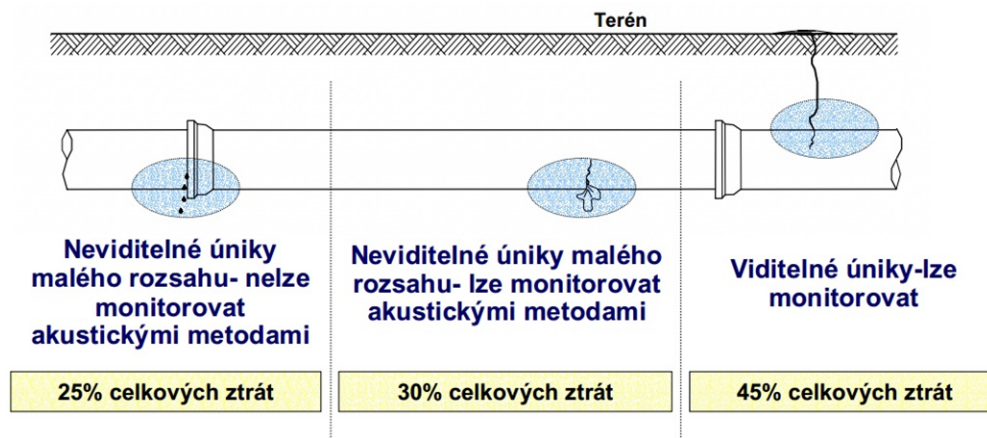 Terén
Neviditelné úniky
malého rozsahu- nelze
monitorovat
akustickými metodami
Neviditelné úniky malého
rozsahu- lze monitorovat
akustickými metodami
Viditelné úniky-lze
monitorovat
25% celkových ztrát
30% celkových ztrát
45% celkových ztrát